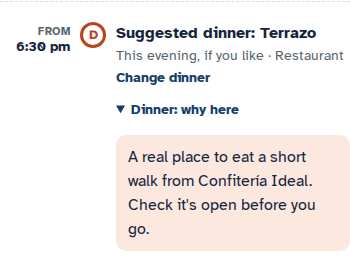 FROM
6:30 pm
D
Suggested dinner: Terrazo
This evening, if you like · Restaurant
Change dinner
▼ Dinner: why here
A real place to eat a short
walk from Confitería Ideal.
Check it's open before you
go.